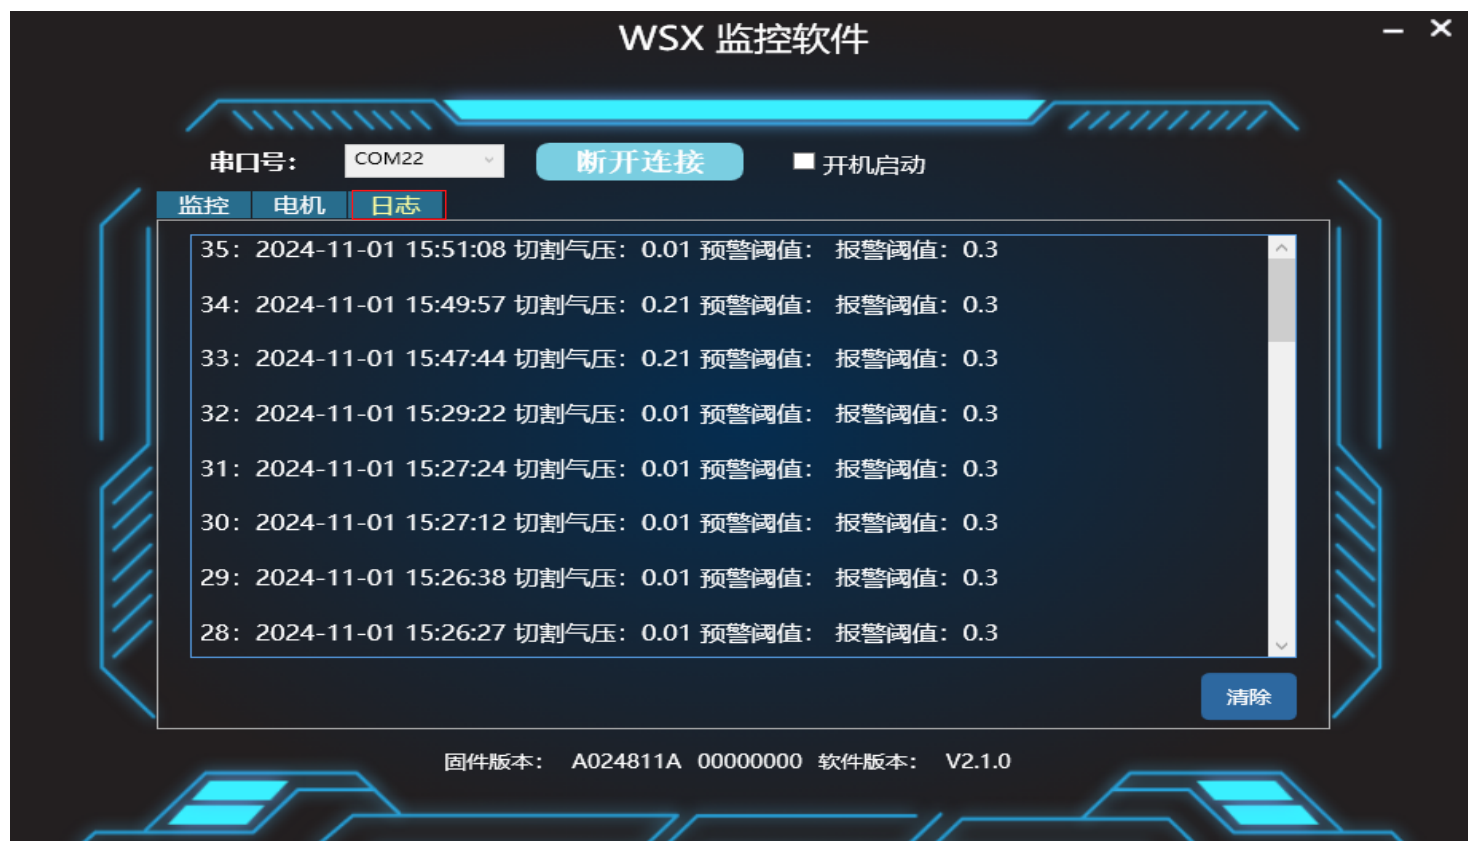 WSX 监控软件
串口号： COM22 断开连接 开机启动
监控 电机 日志
35：2024-11-01 15:51:08 切割气压：0.01 预警阈值： 报警阈值：0.3
34：2024-11-01 15:49:57 切割气压：0.21 预警阈值： 报警阈值：0.3
33：2024-11-01 15:47:44 切割气压：0.21 预警阈值： 报警阈值：0.3
32：2024-11-01 15:29:22 切割气压：0.01 预警阈值： 报警阈值：0.3
31：2024-11-01 15:27:24 切割气压：0.01 预警阈值： 报警阈值：0.3
30：2024-11-01 15:27:12 切割气压：0.01 预警阈值： 报警阈值：0.3
29：2024-11-01 15:26:38 切割气压：0.01 预警阈值： 报警阈值：0.3
28：2024-11-01 15:26:27 切割气压：0.01 预警阈值： 报警阈值：0.3
清除
固件版本： A024811A 00000000 软件版本： V2.1.0